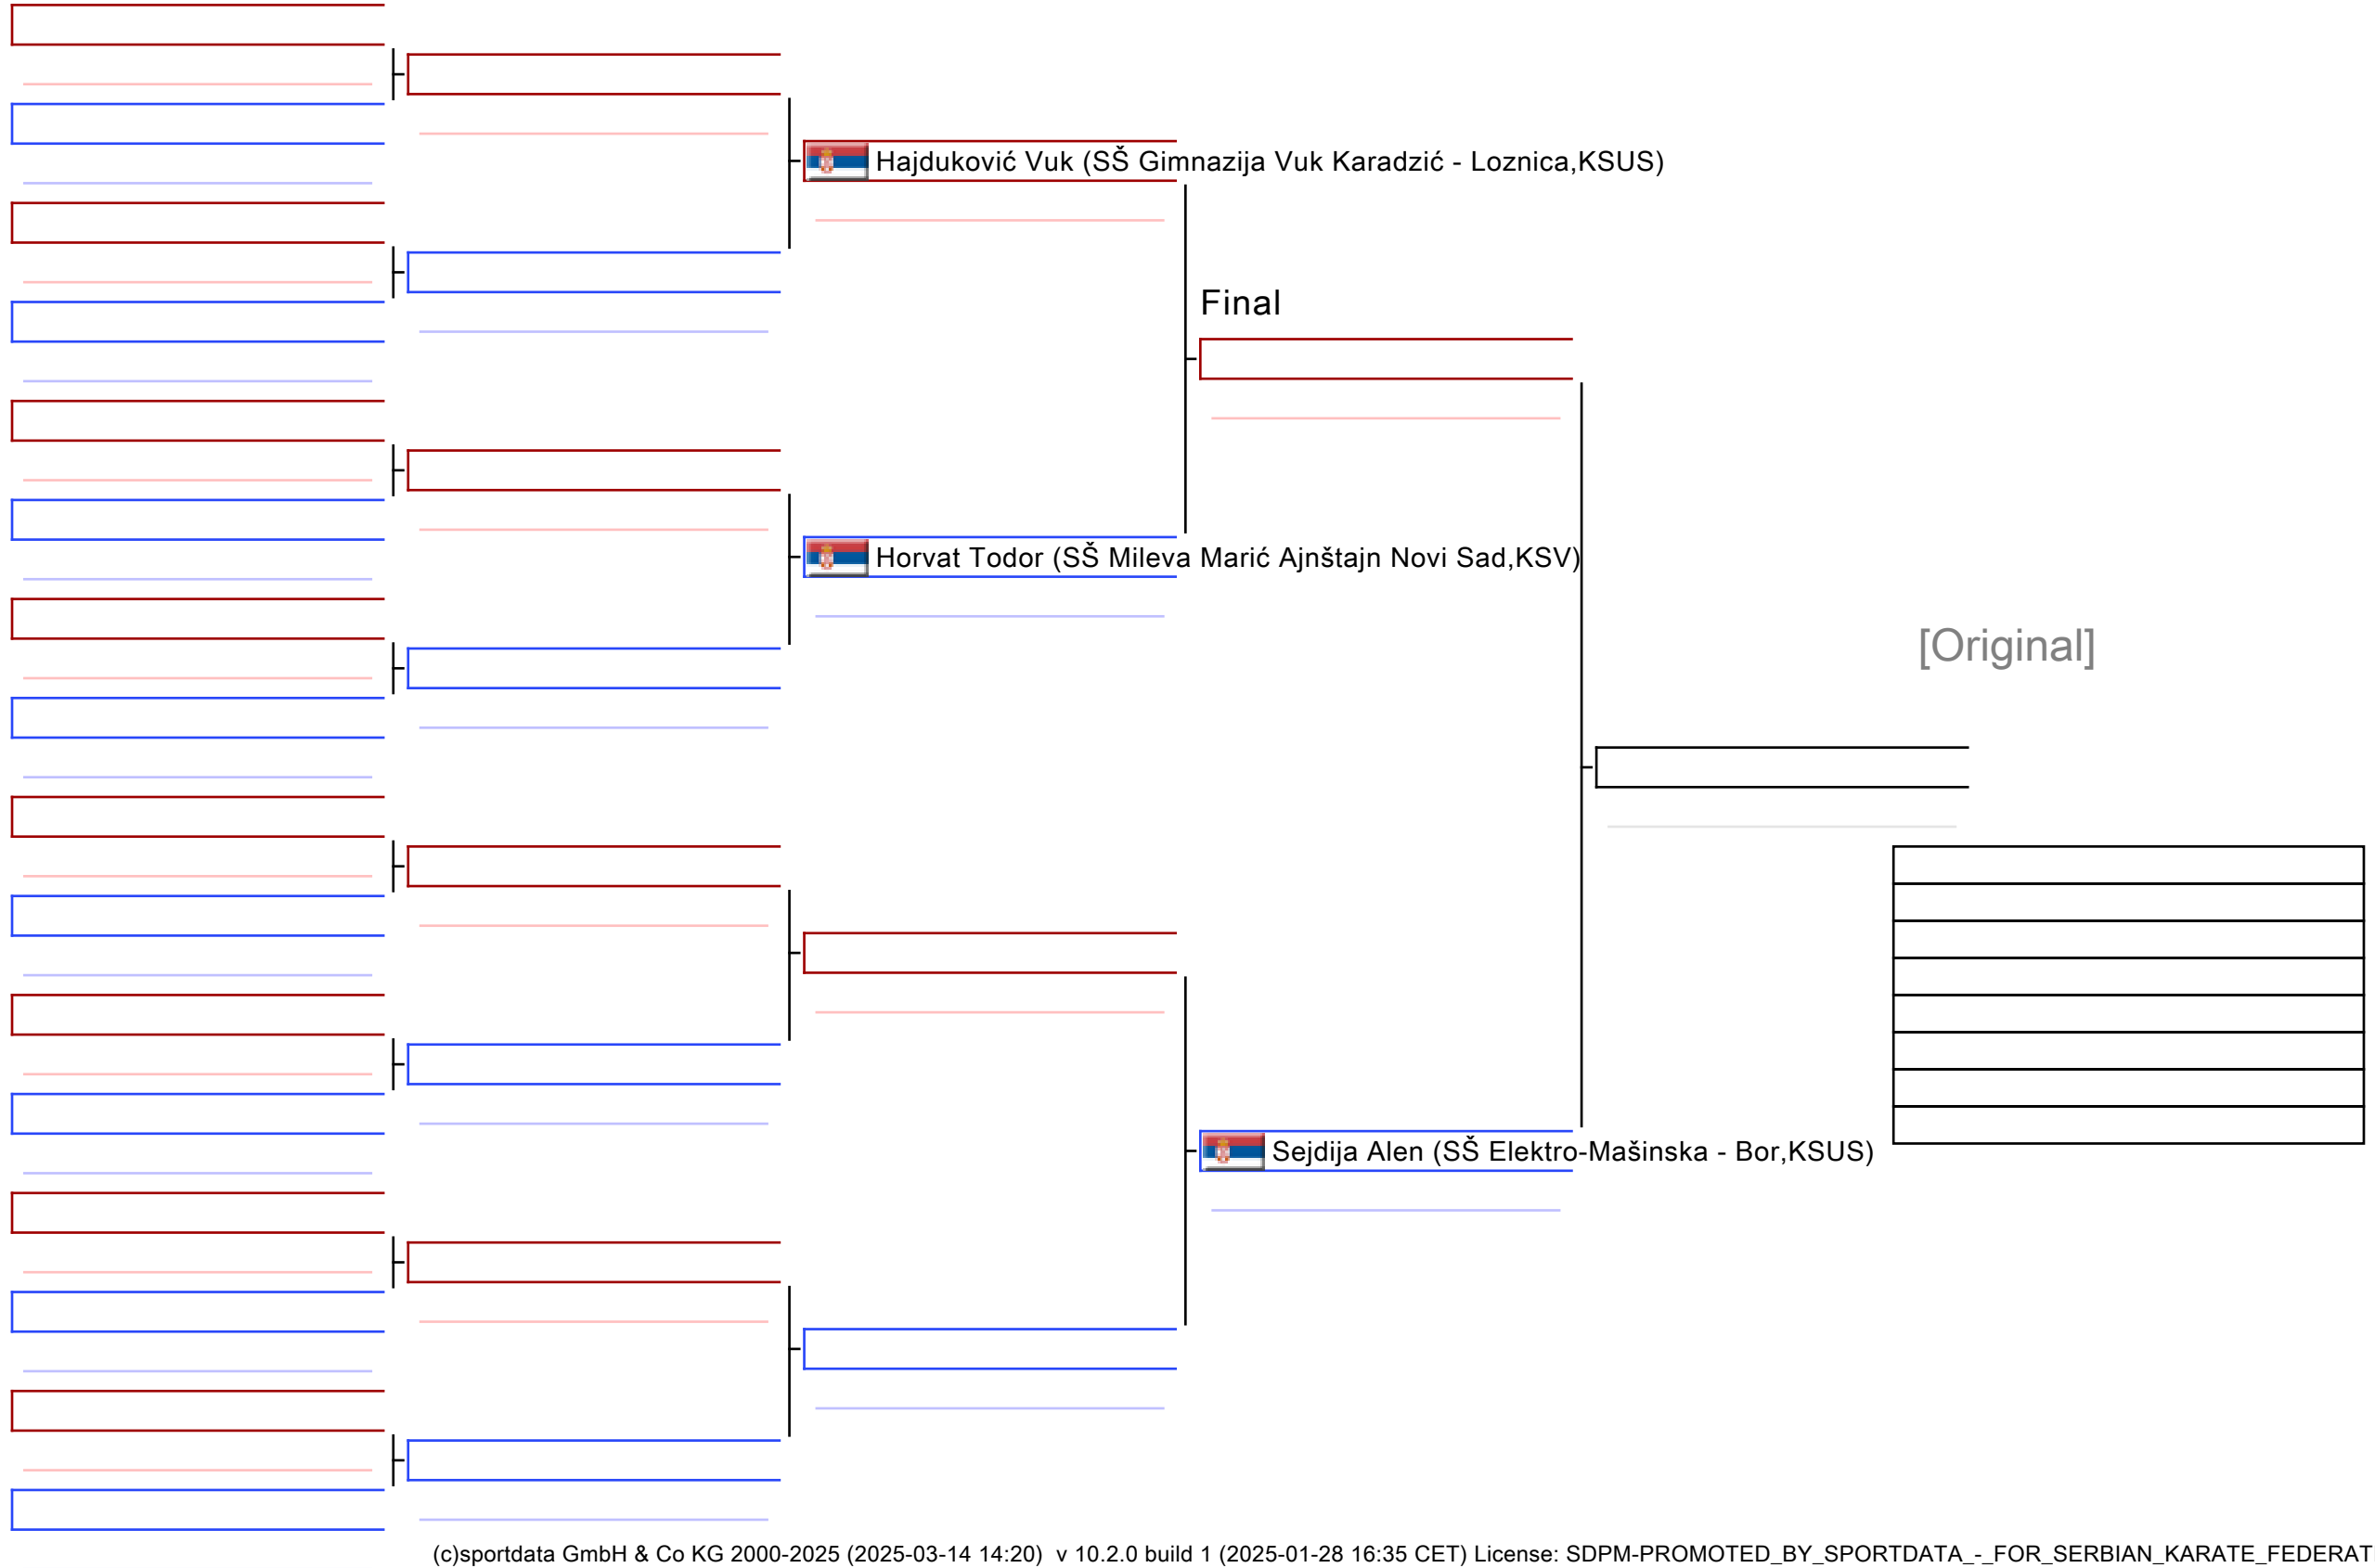 Hajduković Vuk (SŠ Gimnazija Vuk Karadzić - Loznica,KSUS)
Final
Horvat Todor (SŠ Mileva Marić Ajnštajn Novi Sad,KSV)
[Original]
Sejdija Alen (SŠ Elektro-Mašinska - Bor,KSUS)
(c)sportdata GmbH & Co KG 2000-2025 (2025-03-14 14:20) v 10.2.0 build 1 (2025-01-28 16:35 CET) License: SDPM-PROMOTED_BY_SPORTDATA_-_FOR_SERBIAN_KARATE_FEDERAT